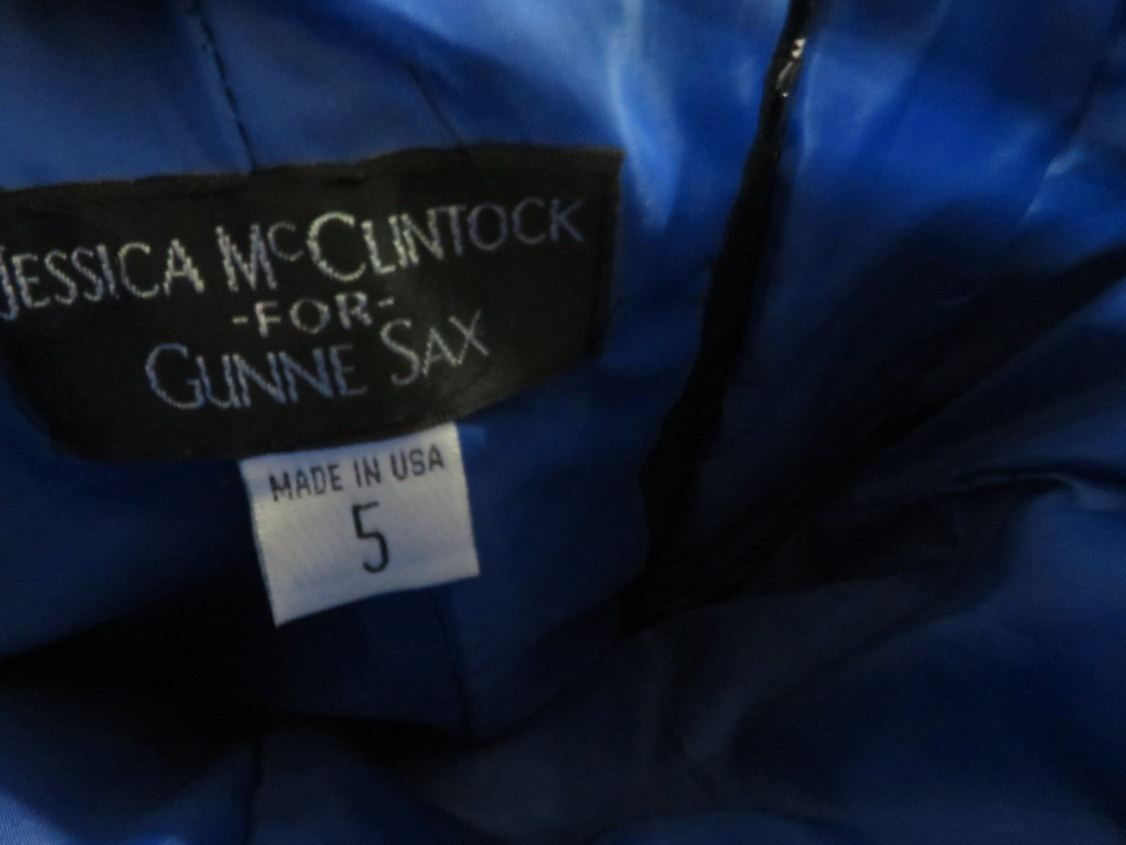 JESSICA MCCLINTOCK
-FOR-
GUNNE SAX
MADE IN USA
5